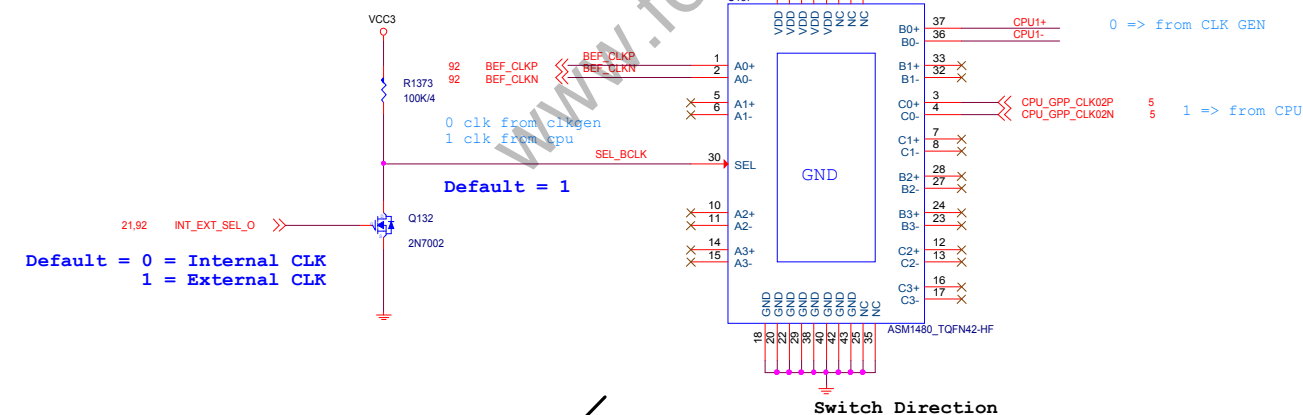 VCC3
R1373
100K/4
92 BEF_CLKP BEF_CLKP
92 BEF_CLKN BEF_CLKN
0 clk from clkgen
1 clk from cpu
SEL_BCLK
Default = 1
21,92 INT_EXT_SEL_O
Q132
2N7002
Default = 0 = Internal CLK
1 = External CLK
VDD VDD VDD VDD VDD NC NC NC
1 A0+
2 A0-
5 A1+
6 A1-
30 SEL
10 A2+
11 A2-
14 A3+
15 A3-
GND
B0+ 37 CPU1+
B0- 36 CPU1-
0 => from CLK GEN
B1+ 33
B1- 32
C0+ 3 CPU_GPP_CLK02P 5
C0- 4 CPU_GPP_CLK02N 5
1 => from CPU
C1+ 7
C1- 8
B2+ 28
B2- 27
B3+ 24
B3- 23
C2+ 12
C2- 13
C3+ 16
C3- 17
GND GND GND GND GND GND GND GND NC NC
18 20 22 29 38 40 42 43 25 35
ASM1480_TQFN42-HF
Switch Direction